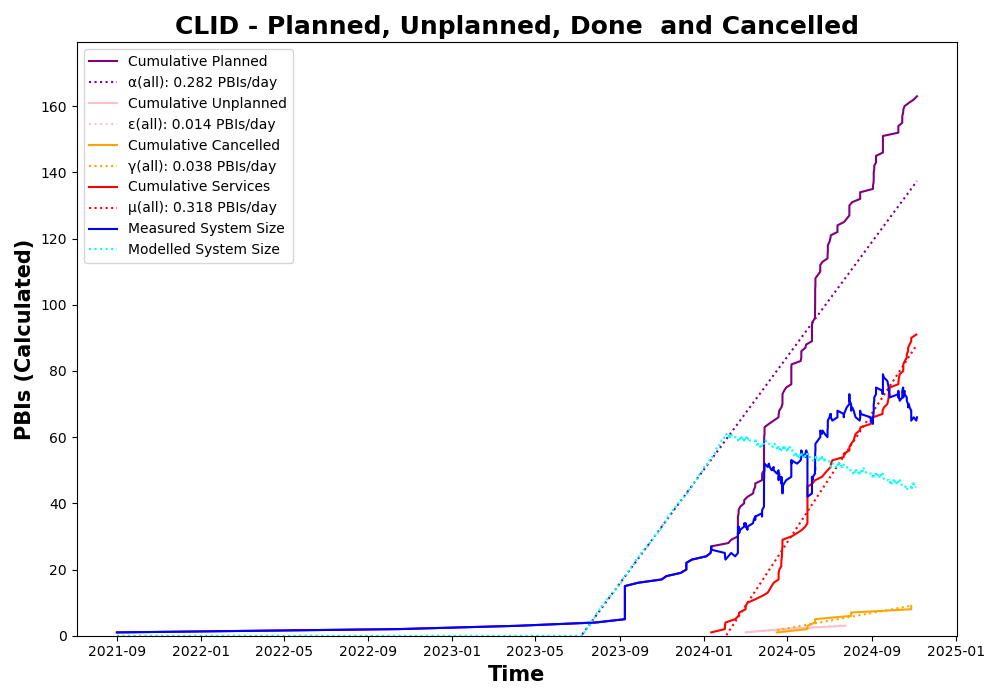 CLID - Planned, Unplanned, Done  and Cancelled
Cumulative Planned
α(all): 0.282 PBIs/day
Cumulative Unplanned
ε(all): 0.014 PBIs/day
Cumulative Cancelled
γ(all): 0.038 PBIs/day
Cumulative Services
μ(all): 0.318 PBIs/day
Measured System Size
Modelled System Size
PBIs (Calculated)
160
140
120
100
80
60
40
20
0
2021-09 2022-01 2022-05 2022-09 2023-01 2023-05 2023-09 2024-01 2024-05 2024-09 2025-01
Time